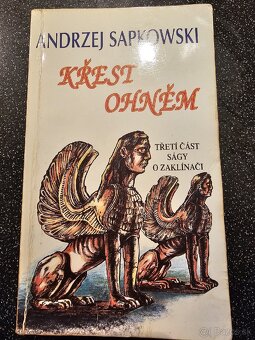 ANDRZEJ SAPKOWSKI
KŘEST
OHNĚM
TŘETÍ ČÁST
SÁGY
O ZAKLÍNAČI